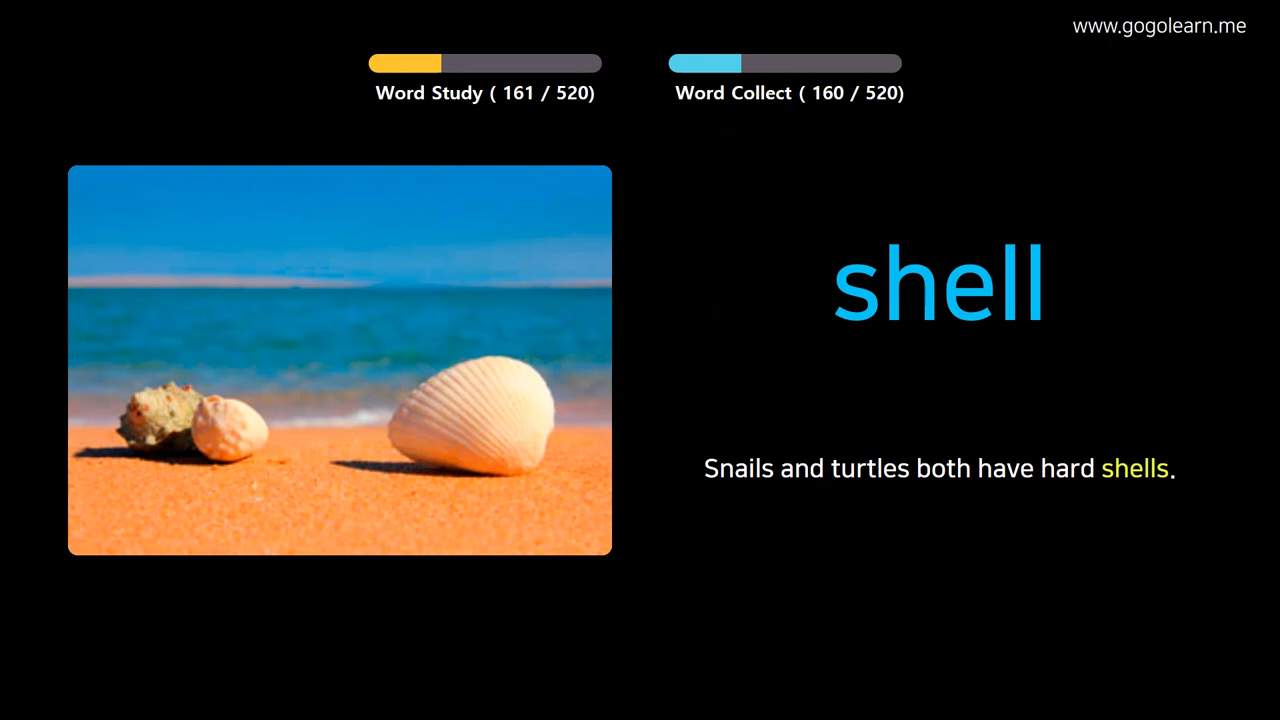 www.gogolearn.me
Word Study ( 161 / 520)
Word Collect ( 160 / 520)
shell
Snails and turtles both have hard shells.